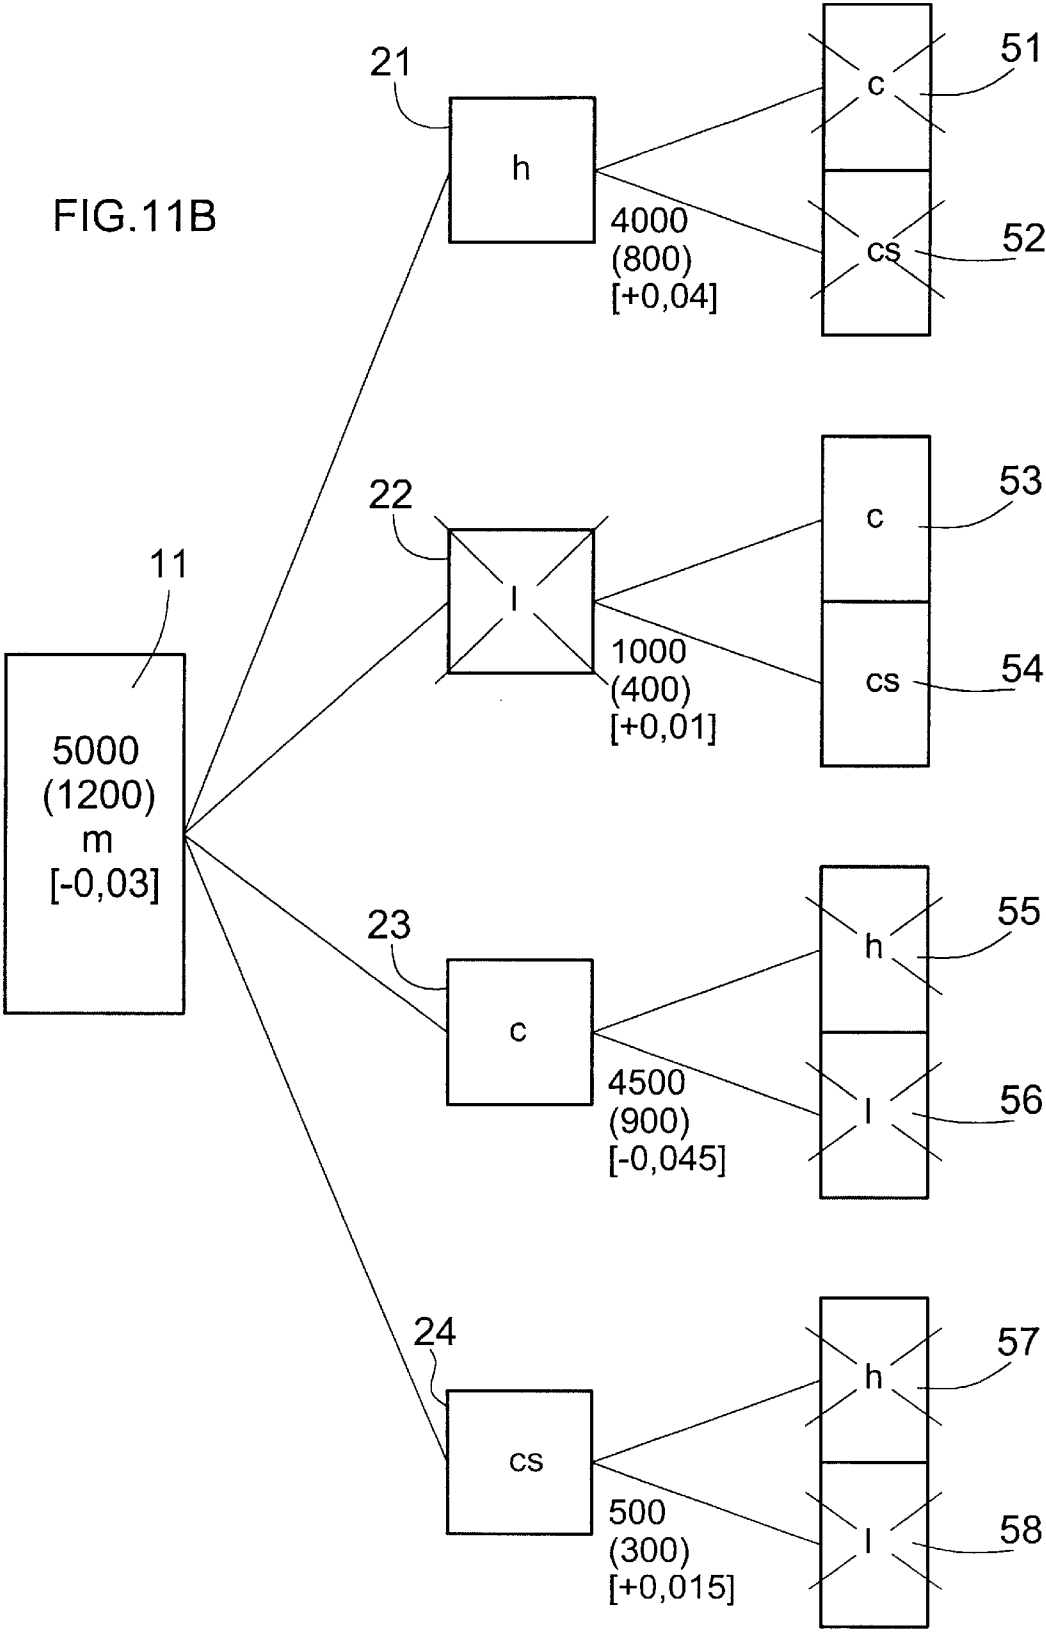 FIG.11B
11
5000
(1200)
m
[-0,03]
21
h
4000
(800)
[+0,04]
c
51
cs
52
22
l
1000
(400)
[+0,01]
c
53
cs
54
23
c
4500
(900)
[-0,045]
h
55
l
56
24
cs
500
(300)
[+0,015]
h
57
l
58